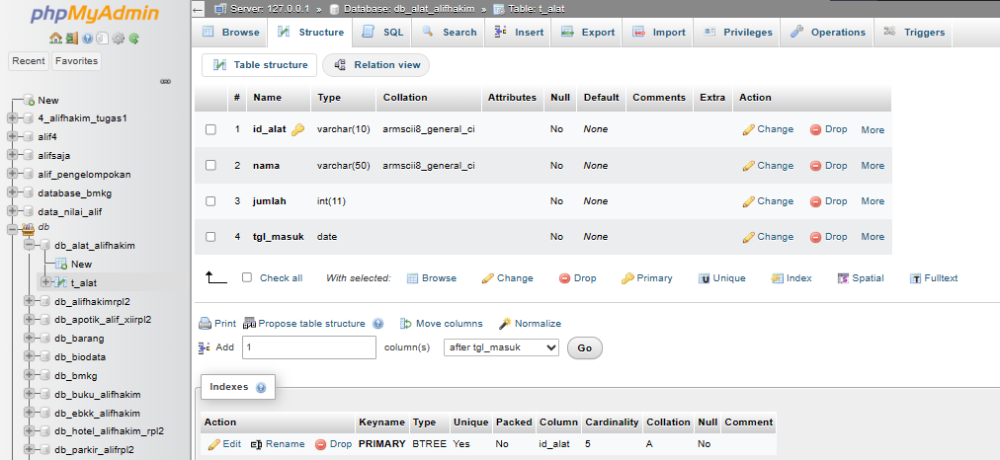 phpMyAdmin
Recent Favorites
New
4_alifhakim_tugas1
alif4
alifsaja
alif_pengelompokan
database_bmkg
data_nilai_alif
db
db_alat_alifhakim
New
t_alat
db_alifhakimrpl2
db_apotik_alif_xiirpl2
db_barang
db_biodata
db_bmkg
db_buku_alifhakim
db_ebkk_alifhakim
db_hotel_alifhakim_rpl2
db_parkir_alifrpl2
Server: 127.0.0.1 » Database: db_alat_alifhakim » Table: t_alat
Browse Structure SQL Search Insert Export Import Privileges Operations Triggers
Table structure Relation view
# Name Type Collation Attributes Null Default Comments Extra Action
1 id_alat varchar(10) armscii8_general_ci No None Change Drop More
2 nama varchar(50) armscii8_general_ci No None Change Drop More
3 jumlah int(11) No None Change Drop More
4 tgl_masuk date No None Change Drop More
Check all With selected: Browse Change Drop Primary Unique Index Spatial Fulltext
Print Propose table structure Move columns Normalize
Add 1 column(s) after tgl_masuk Go
Indexes
Action Keyname Type Unique Packed Column Cardinality Collation Null Comment
Edit Rename Drop PRIMARY BTREE Yes No id_alat 5 A No